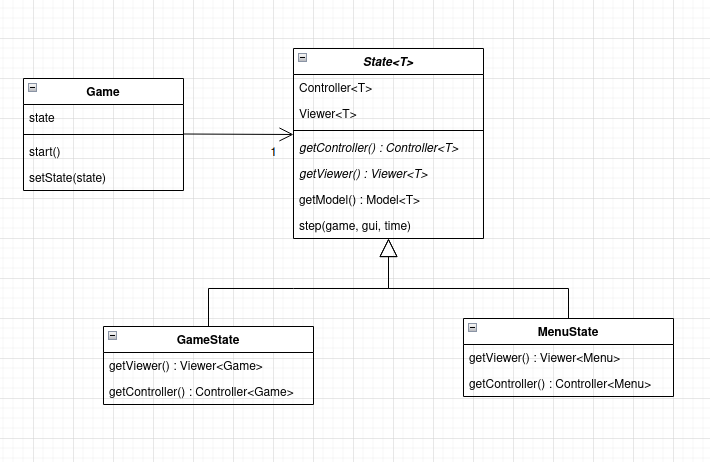 Game
state
start()
setState(state)
1
State<T>
Controller<T>
Viewer<T>
getController() : Controller<T>
getViewer() : Viewer<T>
getModel() : Model<T>
step(game, gui, time)
GameState
getViewer() : Viewer<Game>
getController() : Controller<Game>
MenuState
getViewer() : Viewer<Menu>
getController() : Controller<Menu>